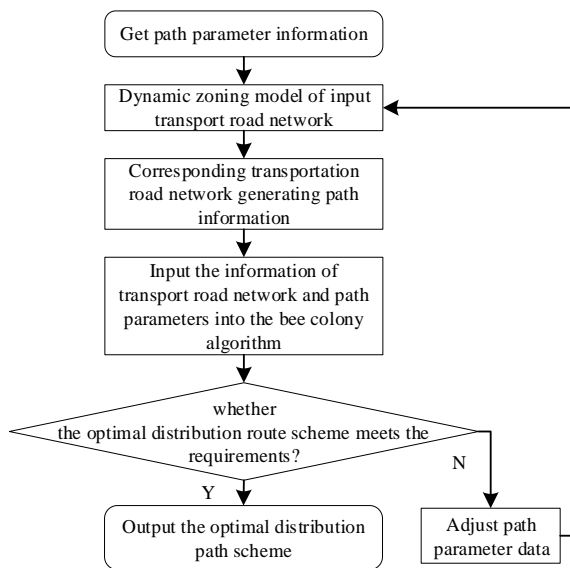 Get path parameter information
Dynamic zoning model of input
transport road network
Corresponding transportation
road network generating path
information
Input the information of
transport road network and path
parameters into the bee colony
algorithm
whether
the optimal distribution route scheme meets the
requirements?
N
Y
Output the optimal distribution
path scheme
Adjust path
parameter data